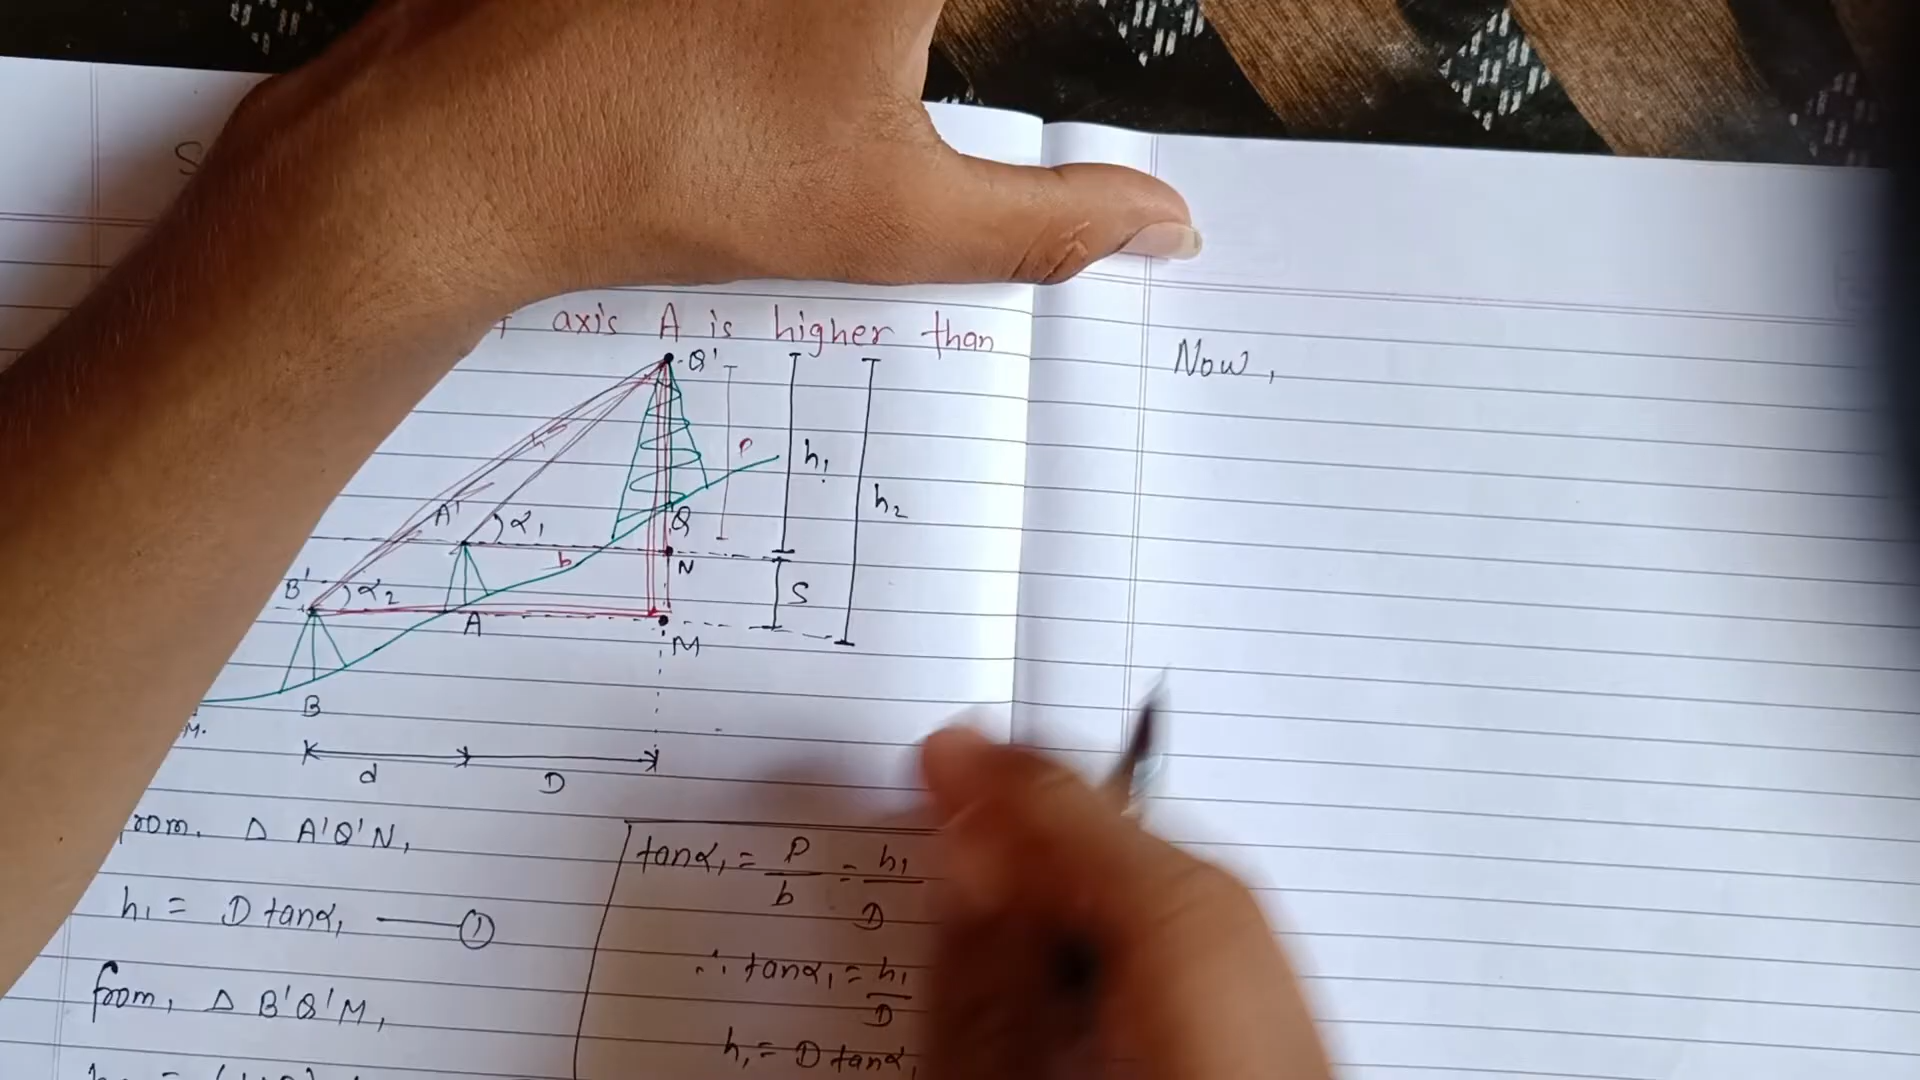 axis A is higher than
Q'
P
h₁
h₂
A'
α₁
Q
b
N
S
B'
α₂
A
M
B
M.
d
D
rom. Δ A'Q'N,
h₁ = D tanα₁ ——①
from, Δ B'Q'M,
tanα₁ = P/b = h₁/D
∴ tanα₁ = h₁/D
h₁ = D tanα₁
Now,